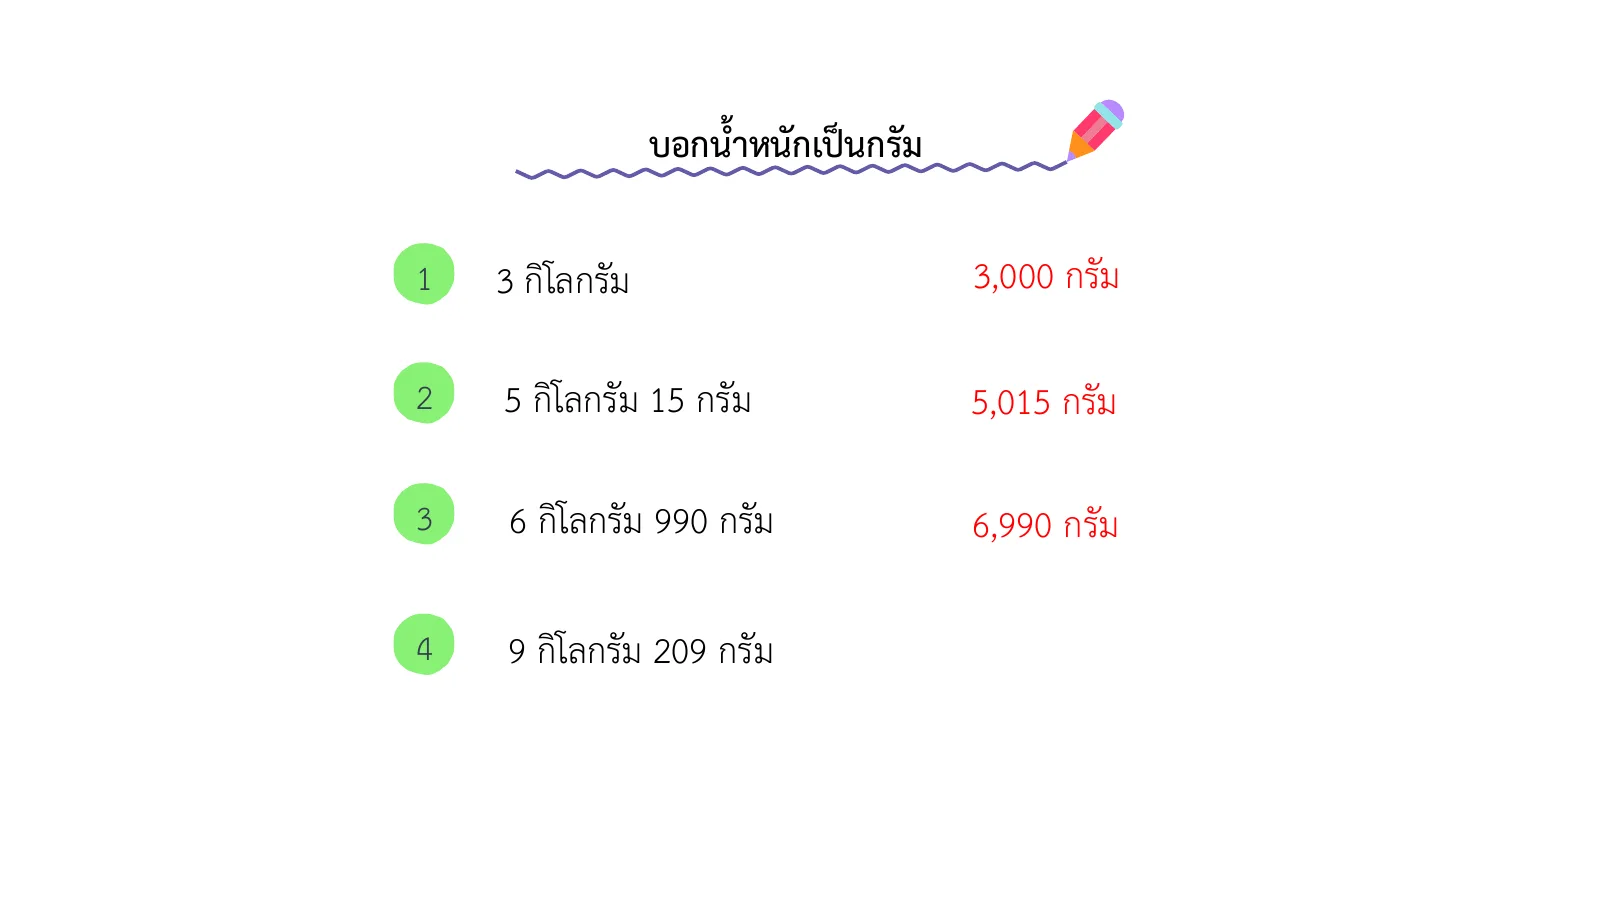 บอกน้ำหนักเป็นกรัม
1 3 กิโลกรัม 3,000 กรัม
2 5 กิโลกรัม 15 กรัม 5,015 กรัม
3 6 กิโลกรัม 990 กรัม 6,990 กรัม
4 9 กิโลกรัม 209 กรัม